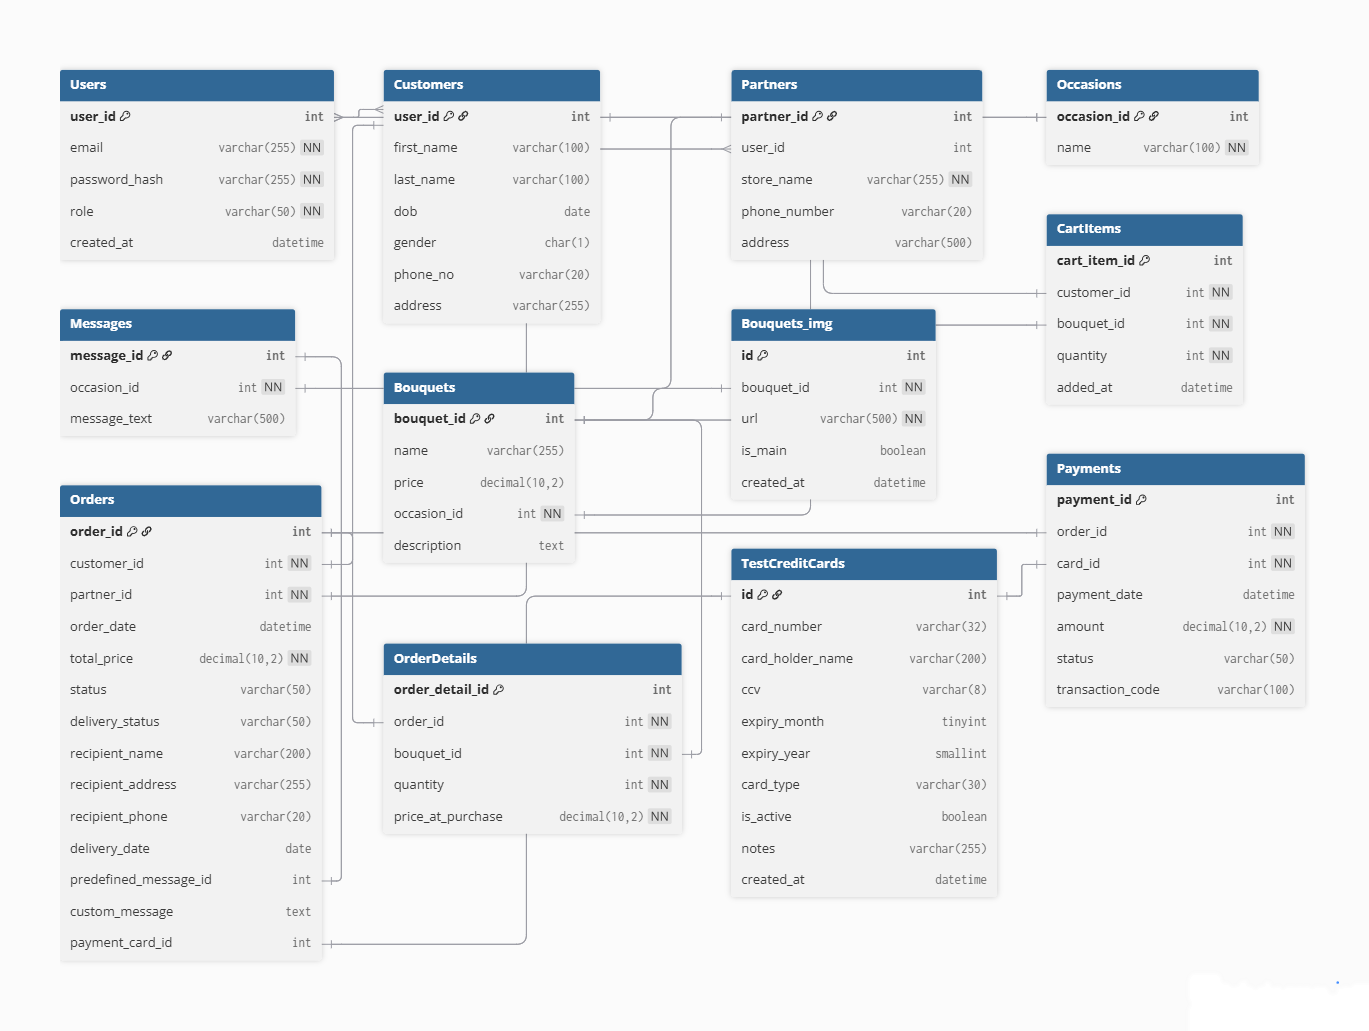 Users
user_id int
email varchar(255) NN
password_hash varchar(255) NN
role varchar(50) NN
created_at datetime
Customers
user_id int
first_name varchar(100)
last_name varchar(100)
dob date
gender char(1)
phone_no varchar(20)
address varchar(255)
Partners
partner_id int
user_id int
store_name varchar(255) NN
phone_number varchar(20)
address varchar(500)
Occasions
occasion_id int
name varchar(100) NN
CartItems
cart_item_id int
customer_id int NN
bouquet_id int NN
quantity int NN
added_at datetime
Messages
message_id int
occasion_id int NN
message_text varchar(500)
Bouquets
bouquet_id int
name varchar(255)
price decimal(10,2)
occasion_id int NN
description text
Bouquets_img
id int
bouquet_id int NN
url varchar(500) NN
is_main boolean
created_at datetime
Payments
payment_id int
order_id int NN
card_id int NN
payment_date datetime
amount decimal(10,2) NN
status varchar(50)
transaction_code varchar(100)
Orders
order_id int
customer_id int NN
partner_id int NN
order_date datetime
total_price decimal(10,2) NN
status varchar(50)
delivery_status varchar(50)
recipient_name varchar(200)
recipient_address varchar(255)
recipient_phone varchar(20)
delivery_date date
predefined_message_id int
custom_message text
payment_card_id int
OrderDetails
order_detail_id int
order_id int NN
bouquet_id int NN
quantity int NN
price_at_purchase decimal(10,2) NN
TestCreditCards
id int
card_number varchar(32)
card_holder_name varchar(200)
ccv varchar(8)
expiry_month tinyint
expiry_year smallint
card_type varchar(30)
is_active boolean
notes varchar(255)
created_at datetime